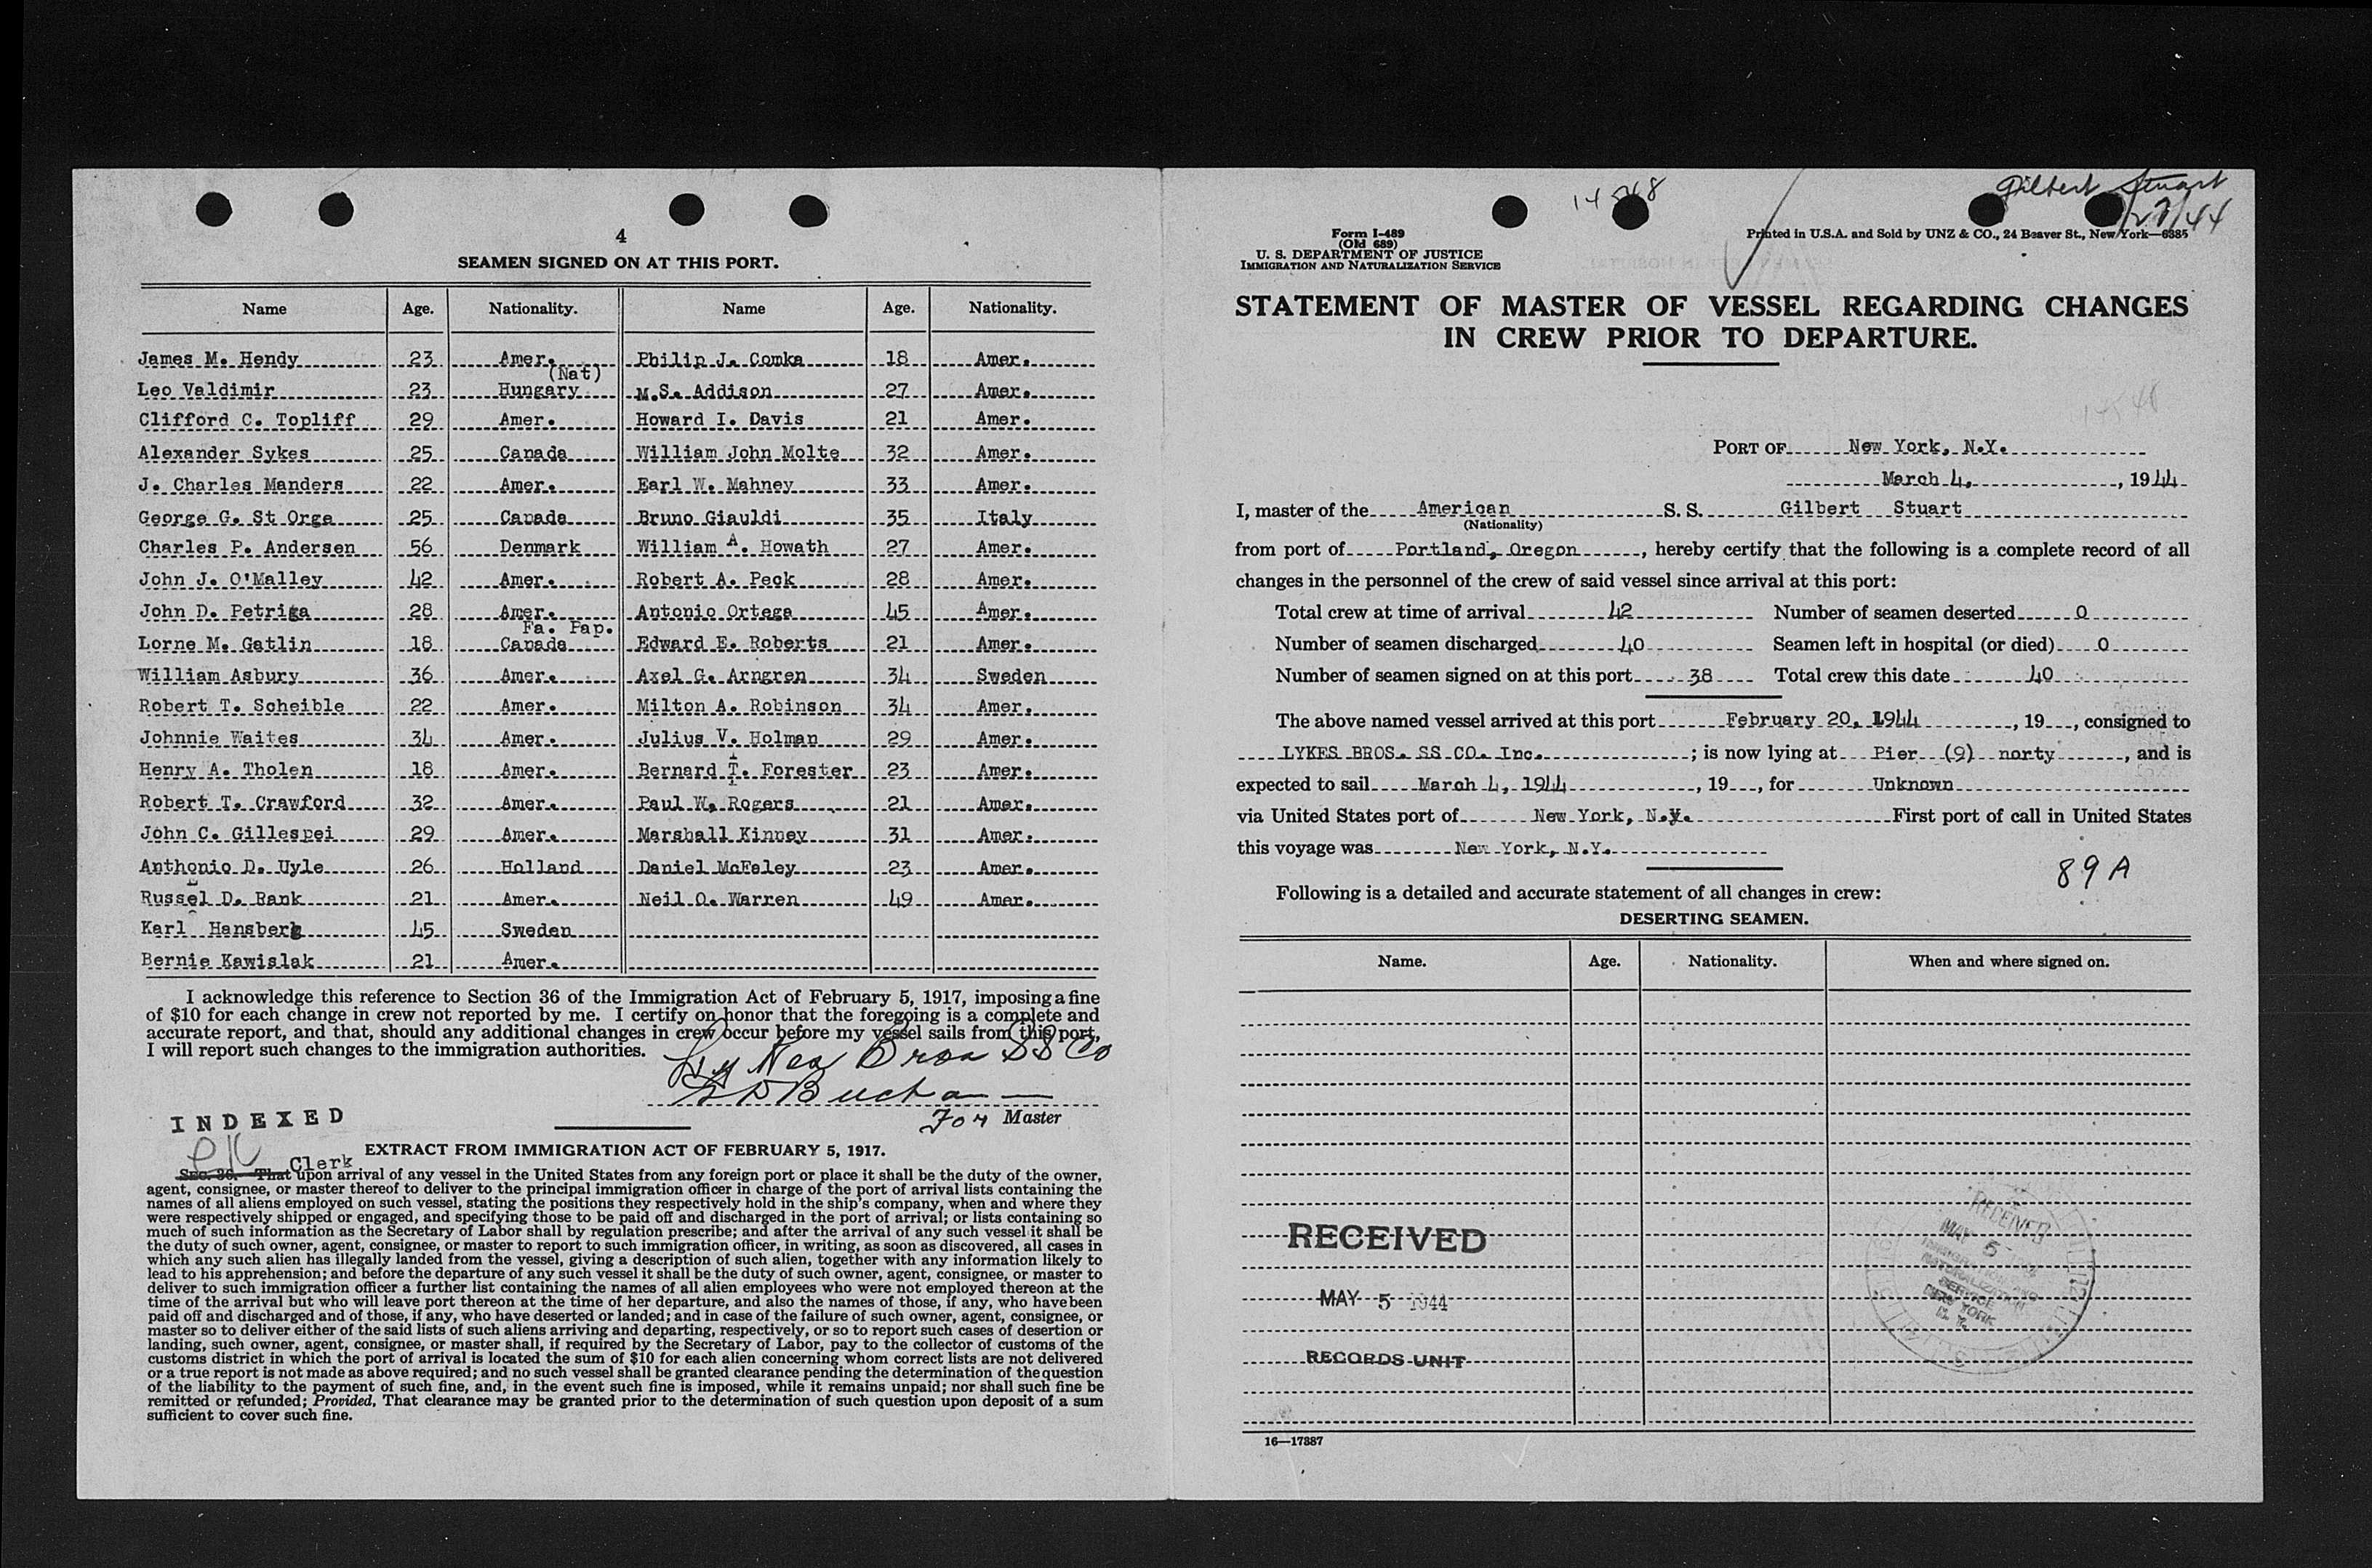 4
SEAMEN SIGNED ON AT THIS PORT.
Name Age. Nationality. Name Age. Nationality.
James M. Hendy 23 Amer. Philip J. Comka 18 Amer.
(Nat)
Leo Valdimir 23 Hungary M.S. Addison 27 Amer.
Clifford C. Topliff 29 Amer. Howard I. Davis 21 Amer.
Alexander Sykes 25 Canada William John Molte 32 Amer.
J. Charles Manders 22 Amer. Earl W. Mahney 33 Amer.
George G. St Orge 25 Canada Bruno Giauldi 35 Italy
Charles P. Andersen 56 Denmark William A. Howath 27 Amer.
John J. O'Malley 42 Amer. Robert A. Peck 28 Amer.
John D. Petriga 28 Amer. Antonio Ortega 45 Amer.
Fa. Pap.
Lorne M. Gatlin 18 Canada Edward E. Roberts 21 Amer.
William Asbury 36 Amer. Axel G. Arngren 34 Sweden
Robert T. Scheible 22 Amer. Milton A. Robinson 34 Amer.
Johnnie Waites 34 Amer. Julius V. Holman 29 Amer.
Henry A. Tholen 18 Amer. Bernard T. Forester 23 Amer.
Robert T. Crawford 32 Amer. Paul W. Rogers 21 Amer.
John C. Gillespei 29 Amer. Marshall Kinney 31 Amer.
Anthonio D. Uyle 26 Holland Daniel McFeley 23 Amer.
Russel D. Bank 21 Amer. Neil O. Warren 49 Amer.
Karl Hansberg 45 Sweden
Bernie Kawislak 21 Amer.
I acknowledge this reference to Section 36 of the Immigration Act of February 5, 1917, imposing a fine
of $10 for each change in crew not reported by me. I certify on honor that the foregoing is a complete and
accurate report, and that, should any additional changes in crew occur before my vessel sails from this port,
I will report such changes to the immigration authorities.
Lykes Bros SS Co
For Master
INDEXED
Clerk
EXTRACT FROM IMMIGRATION ACT OF FEBRUARY 5, 1917.
Sec. 36. That upon arrival of any vessel in the United States from any foreign port or place it shall be the duty of the owner,
agent, consignee, or master thereof to deliver to the principal immigration officer in charge of the port of arrival lists containing the
names of all aliens employed on such vessel, stating the positions they respectively hold in the ship's company, when and where they
were respectively shipped or engaged, and specifying those to be paid off and discharged in the port of arrival; or lists containing so
much of such information as the Secretary of Labor shall by regulation prescribe; and after the arrival of any such vessel it shall be
the duty of such owner, agent, consignee, or master to report to such immigration officer, in writing, as soon as discovered, all cases in
which any such alien has illegally landed from the vessel, giving a description of such alien, together with any information likely to
lead to his apprehension; and before the departure of any such vessel it shall be the duty of such owner, agent, consignee, or master to
deliver to such immigration officer a further list containing the names of all alien employees who were not employed thereon at the
time of the arrival but who will leave port thereon at the time of her departure, and also the names of those, if any, who have been
paid off and discharged and of those, if any, who have deserted or landed; and in case of the failure of such owner, agent, consignee, or
master so to deliver either of the said lists of such aliens arriving and departing, respectively, or so to report such cases of desertion or
landing, such owner, agent, consignee, or master shall, if required by the Secretary of Labor, pay to the collector of customs of the
customs district in which the port of arrival is located the sum of $10 for each alien concerning whom correct lists are not delivered
or a true report is not made as above required; and no such vessel shall be granted clearance pending the determination of the question
of the liability to the payment of such fine, and, in the event such fine is imposed, while it remains unpaid; nor shall such fine be
remitted or refunded; Provided, That clearance may be granted prior to the determination of such question upon deposit of a sum
sufficient to cover such fine.
Gilbert Stuart
Form I-489
(Old 689)
U. S. DEPARTMENT OF JUSTICE
IMMIGRATION AND NATURALIZATION SERVICE
Printed in U.S.A. and Sold by UNZ & CO., 24 Beaver St., New York—6385
STATEMENT OF MASTER OF VESSEL REGARDING CHANGES
IN CREW PRIOR TO DEPARTURE.
PORT OF New York, N.Y.
March 4, , 1944
I, master of the American S. S. Gilbert Stuart
(Nationality)
from port of Portland, Oregon , hereby certify that the following is a complete record of all
changes in the personnel of the crew of said vessel since arrival at this port:
Total crew at time of arrival 42 Number of seamen deserted 0
Number of seamen discharged 40 Seamen left in hospital (or died) 0
Number of seamen signed on at this port 38 Total crew this date 40
The above named vessel arrived at this port February 20, 1944 , 19 , consigned to
LYKES BROS. SS CO. Inc. ; is now lying at Pier (9) norty , and is
expected to sail March 4, 1944 , 19 , for Unknown
via United States port of New York, N.Y. First port of call in United States
this voyage was New York, N.Y.
89A
Following is a detailed and accurate statement of all changes in crew:
DESERTING SEAMEN.
Name. Age. Nationality. When and where signed on.
RECEIVED
MAY 5 1944
RECORDS UNIT
RECEIVED
MAY 5
IMMIGRATION AND
NATURALIZATION
SERVICE
NEW YORK
N. Y.
16—17387